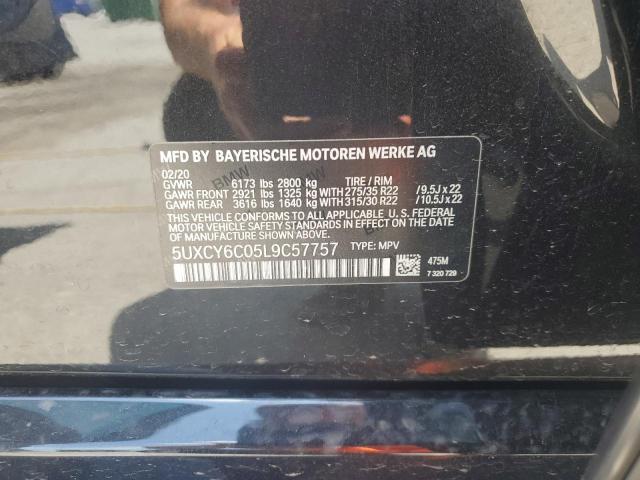 MFD BY BAYERISCHE MOTOREN WERKE AG
02/20
GVWR 6173 lbs 2800 kg TIRE / RIM
GAWR FRONT 2921 lbs 1325 kg WITH 275/35 R22 / 9.5J x 22
GAWR REAR 3616 lbs 1640 kg WITH 315/30 R22 / 10.5J x 22
THIS VEHICLE CONFORMS TO ALL APPLICABLE U. S. FEDERAL
MOTOR VEHICLE SAFETY STANDARDS IN EFFECT ON THE
DATE OF MANUFACTURE SHOWN ABOVE.
5UXCY6C05L9C57757 TYPE: MPV
475M
7 320 729